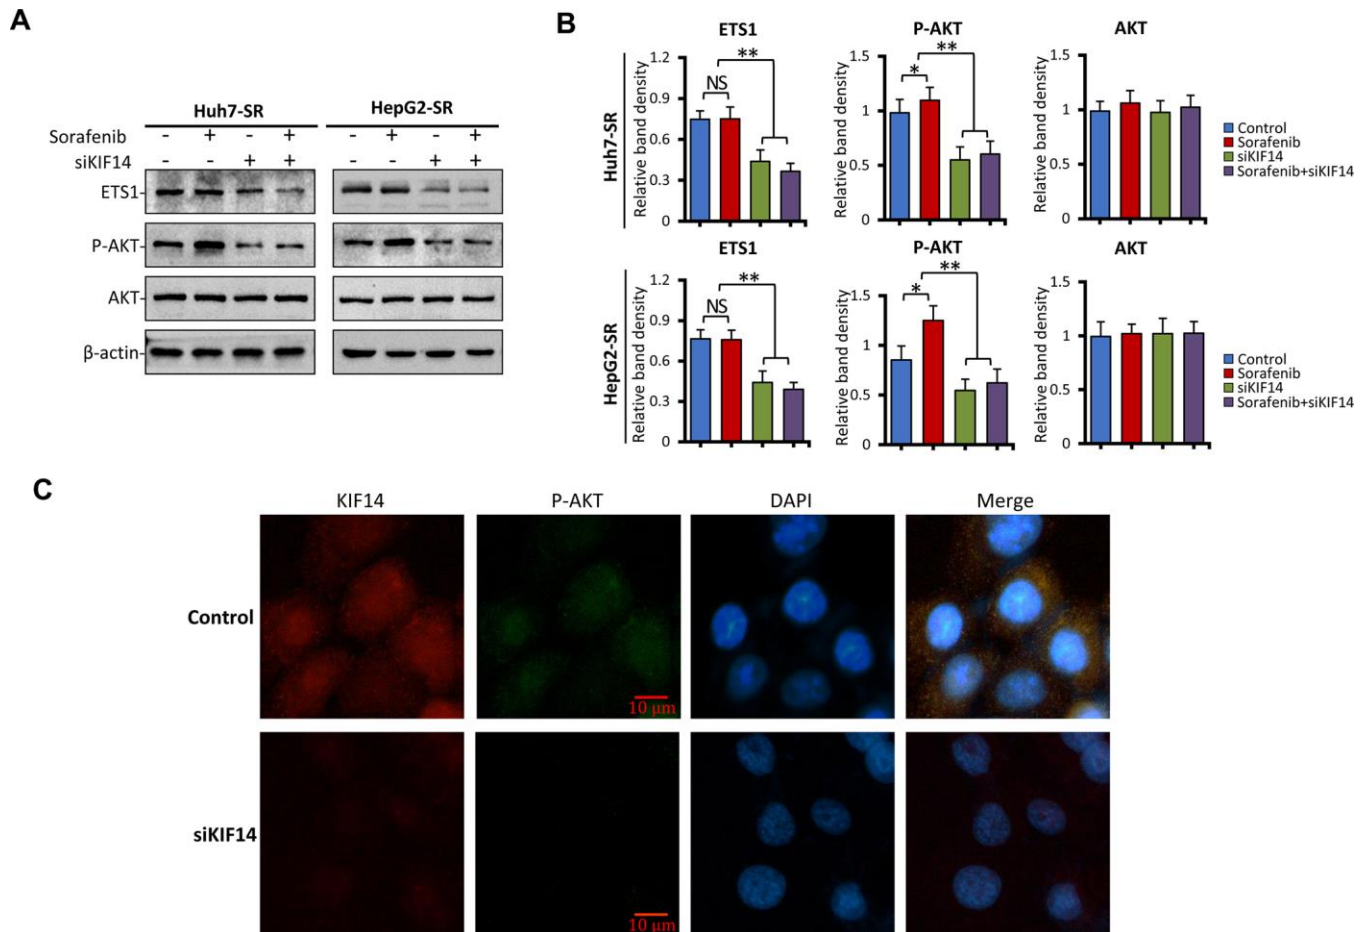 A
Huh7-SR HepG2-SR
Sorafenib - + - + - + - +
siKIF14 - - + + - - + +
ETS1-
P-AKT-
AKT-
β-actin-
B
ETS1 P-AKT AKT
Huh7-SR
Relative band density
1.2
0.9
0.6
0.3
0
NS
**
Relative band density
1.5
1
0.5
0
*
**
Relative band density
1.5
1
0.5
0
Control
Sorafenib
siKIF14
Sorafenib+siKIF14
ETS1 P-AKT AKT
HepG2-SR
Relative band density
1.2
0.9
0.6
0.3
0
NS
**
Relative band density
1.5
1
0.5
0
*
**
Relative band density
1.5
1
0.5
0
Control
Sorafenib
siKIF14
Sorafenib+siKIF14
C
KIF14 P-AKT DAPI Merge
Control
10 μm
siKIF14
10 μm